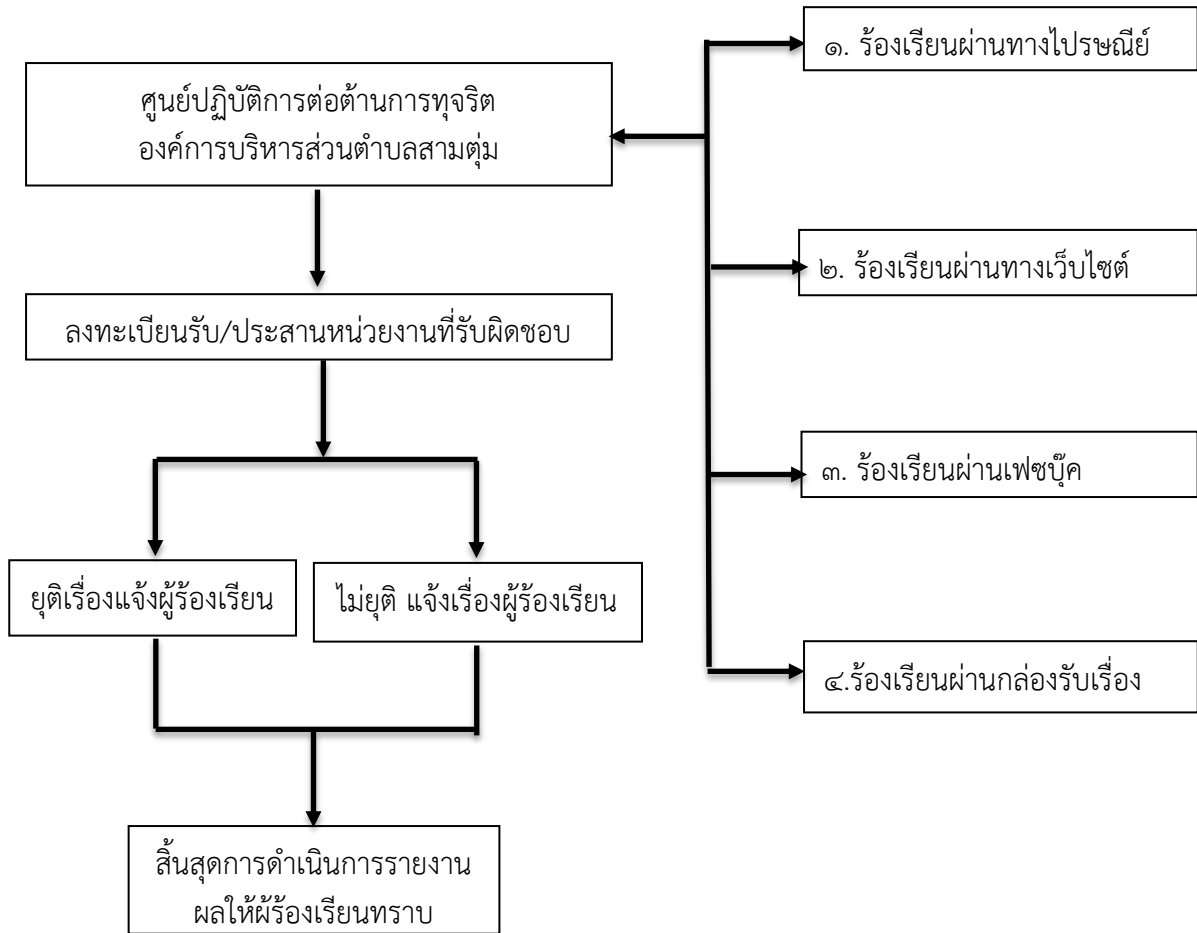 ศูนย์ปฏิบัติการต่อต้านการทุจริต
องค์การบริหารส่วนตำบลสามตุ่ม
ลงทะเบียนรับ/ประสานหน่วยงานที่รับผิดชอบ
ยุติเรื่องแจ้งผู้ร้องเรียน
ไม่ยุติ แจ้งเรื่องผู้ร้องเรียน
สิ้นสุดการดำเนินการรายงาน
ผลให้ผู้ร้องเรียนทราบ
๑. ร้องเรียนผ่านทางไปรษณีย์
๒. ร้องเรียนผ่านทางเว็บไซต์
๓. ร้องเรียนผ่านเฟซบุ๊ค
๔.ร้องเรียนผ่านกล่องรับเรื่อง